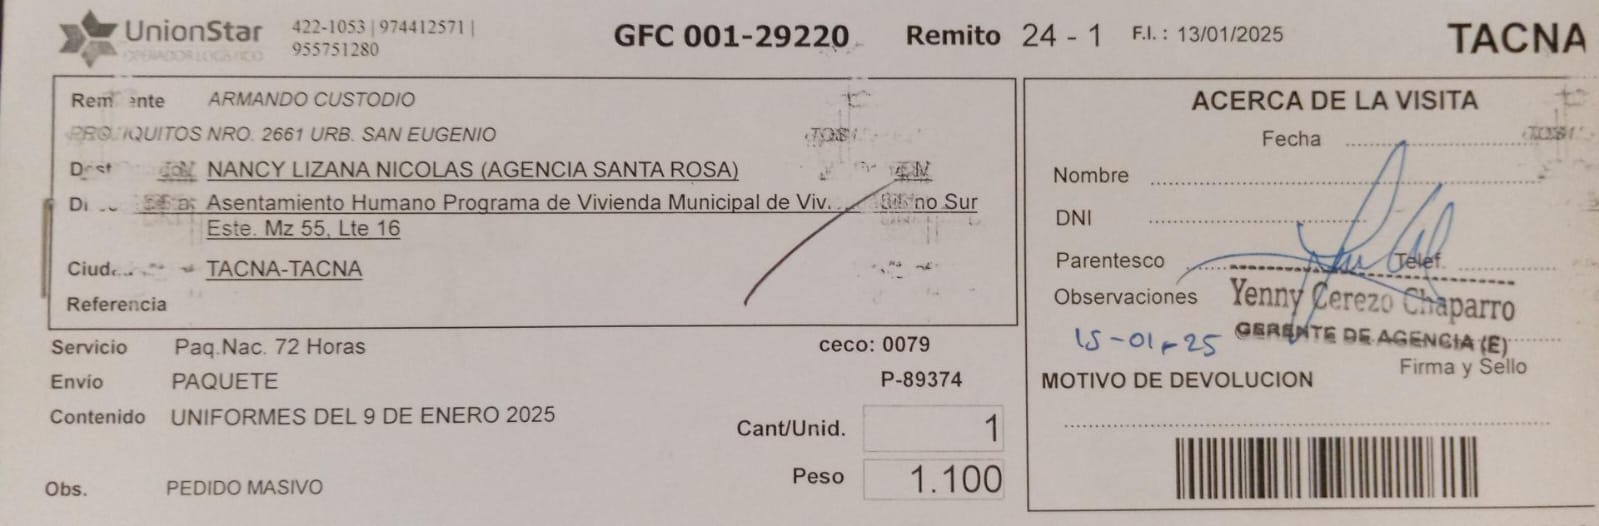 UnionStar
OPERADOR LOGISTICO
422-1053 | 974412571 |
955751280
GFC 001-29220 Remito 24 - 1 F.I. : 13/01/2025 TACNA
ARMANDO CUSTODIO
NRO. 2661 URB. SAN EUGENIO
NANCY LIZANA NICOLAS (AGENCIA SANTA ROSA)
Asentamiento Humano Programa de Vivienda Municipal de Viv. Sur
Este. Mz 55, Lte 16
TACNA-TACNA
Referencia
Servicio Paq.Nac. 72 Horas ceco: 0079
Envío PAQUETE P-89374
Contenido UNIFORMES DEL 9 DE ENERO 2025
Cant/Unid. 1
Peso 1.100
Obs. PEDIDO MASIVO
ACERCA DE LA VISITA
Fecha
Nombre
DNI
Parentesco Telef.
Observaciones Yenny Cerezo Chaparro
15-01-25 GERENTE DE AGENCIA (E)
Firma y Sello
MOTIVO DE DEVOLUCION